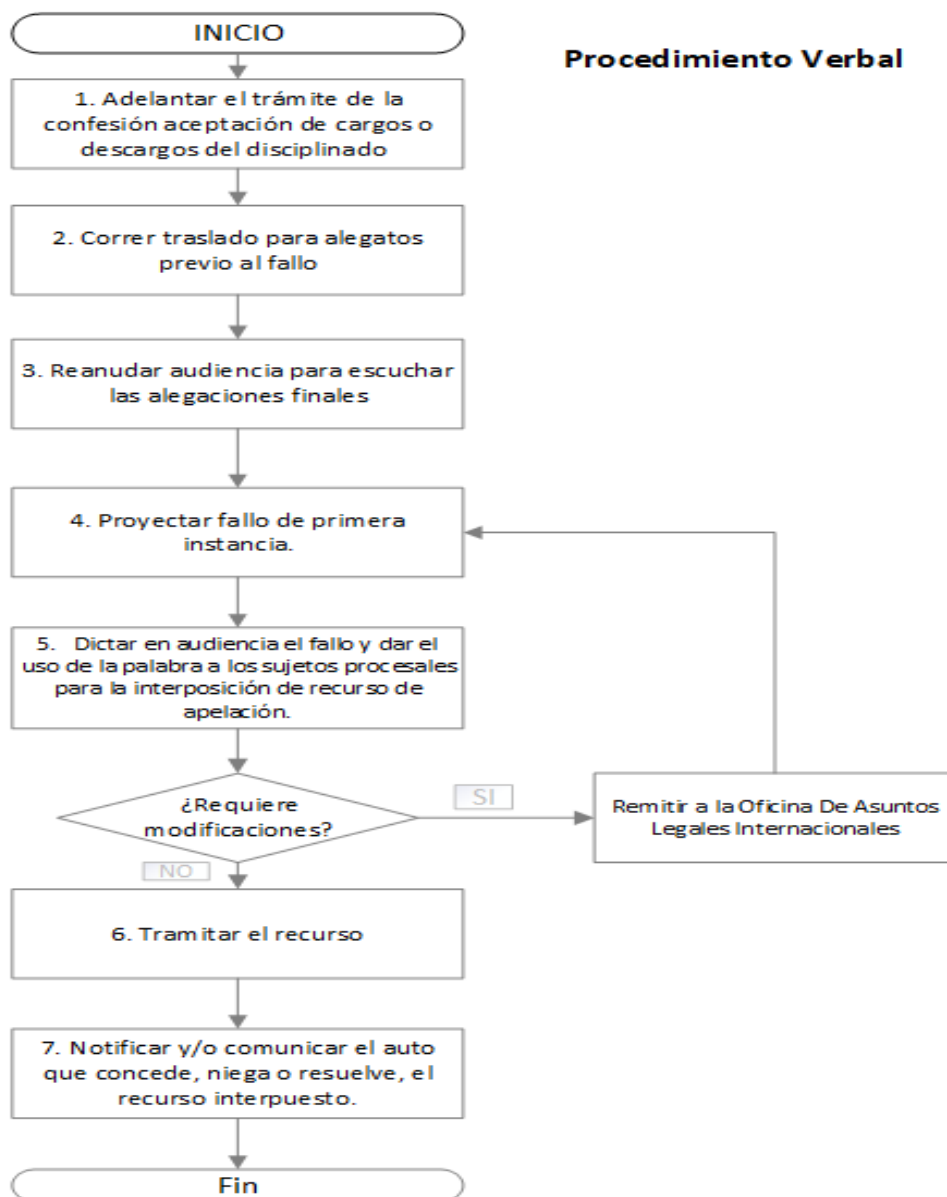 INICIO
Procedimiento Verbal
1. Adelantar el trámite de la
confesión aceptación de cargos o
descargos del disciplinado
2. Correr traslado para alegatos
previo al fallo
3. Reanudar audiencia para escuchar
las alegaciones finales
4. Proyectar fallo de primera
instancia.
5. Dictar en audiencia el fallo y dar el
uso de la palabra a los sujetos procesales
para la interposición de recurso de
apelación.
¿Requiere
modificaciones?
SI
Remitir a la Oficina De Asuntos
Legales Internacionales
NO
6. Tramitar el recurso
7. Notificar y/o comunicar el auto
que concede, niega o resuelve, el
recurso interpuesto.
Fin